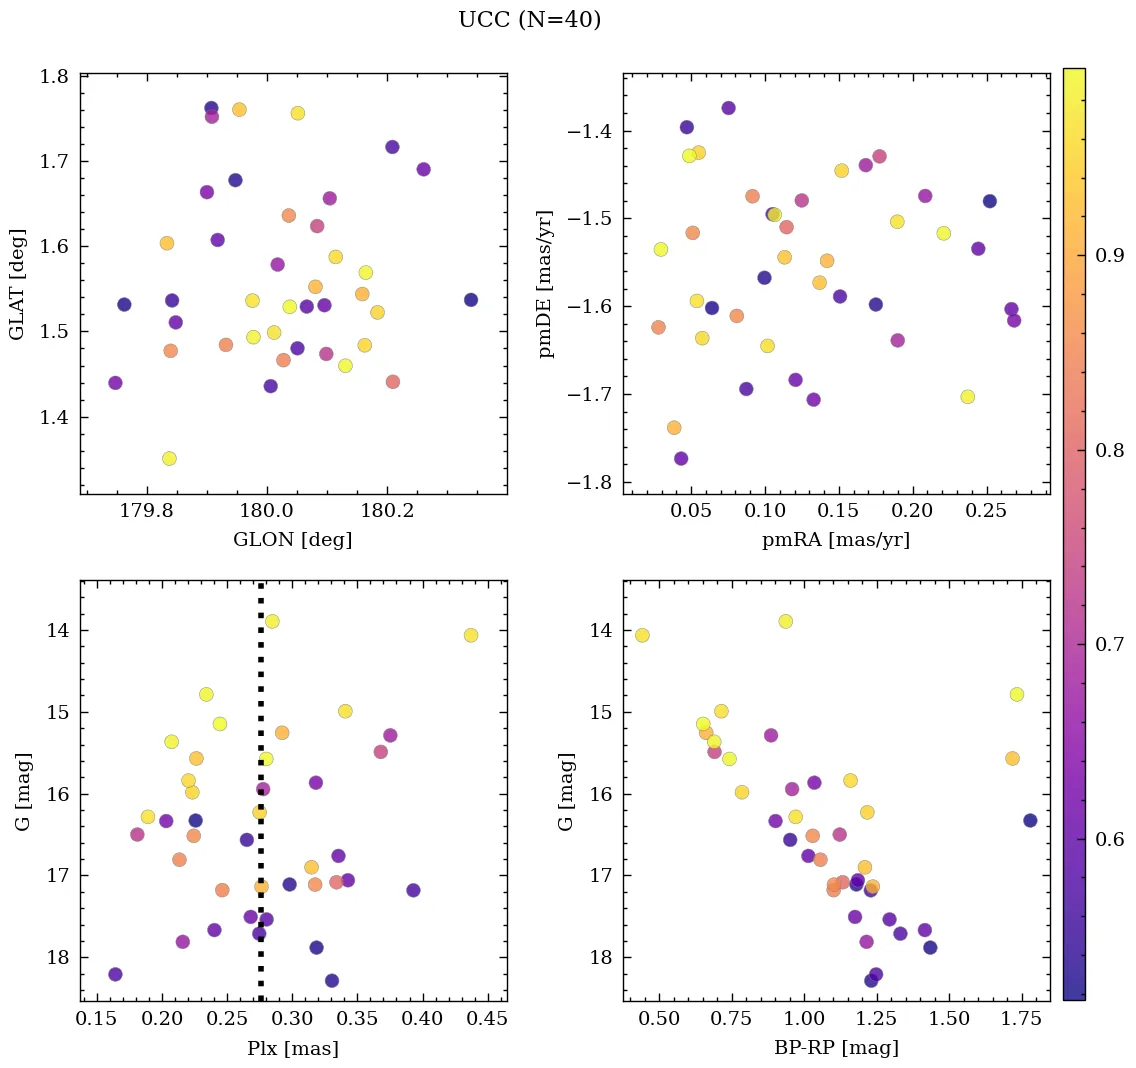 UCC (N=40)
1.8
1.7
1.6
1.5
1.4
GLAT [deg]
179.8 180.0 180.2
GLON [deg]
−1.4
−1.5
−1.6
−1.7
−1.8
pmDE [mas/yr]
0.05 0.10 0.15 0.20 0.25
pmRA [mas/yr]
0.9
0.8
0.7
0.6
14
15
16
17
18
G [mag]
0.15 0.20 0.25 0.30 0.35 0.40 0.45
Plx [mas]
14
15
16
17
18
G [mag]
0.50 0.75 1.00 1.25 1.50 1.75
BP-RP [mag]